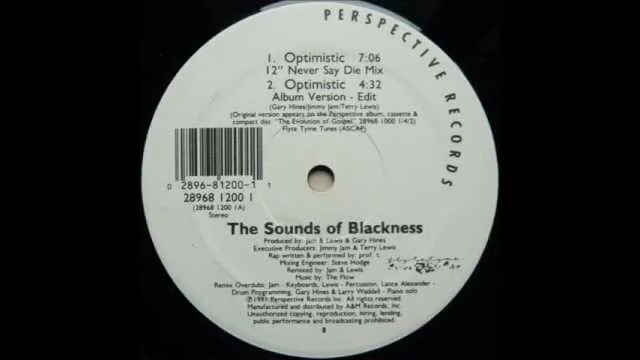 PERSPECTIVE RECORDS
1. Optimistic 7:06
12" Never Say Die Mix
2. Optimistic 4:32
Album Version - Edit
(Gary Hines/Jimmy Jam/Terry Lewis)
(Original version appears on the Perspective album, cassette &
compact disc "The Evolution of Gospel" 28968 1000 1/4/2)
Flyte Tyme Tunes (ASCAP)
0 2896-81200-1 1
28968 1200 1
(28968 1200 1A)
Stereo
The Sounds of Blackness
Produced by: Jam & Lewis & Gary Hines
Executive Producers: Jimmy Jam & Terry Lewis
Rap written & performed by: prof. t.
Mixing Engineer: Steve Hodge
Remixed by: Jam & Lewis
Music by: The Flow
Remix Overdubs: Jam - Keyboards, Lewis - Percussion, Lance Alexander -
Drum Programming, Gary Hines & Larry Waddell - Piano solo
℗1991 Perspective Records Inc. All rights reserved.
Manufactured and distributed by A&M Records, Inc.
Unauthorized copying, reproduction, hiring, lending,
public performance and broadcasting prohibited.